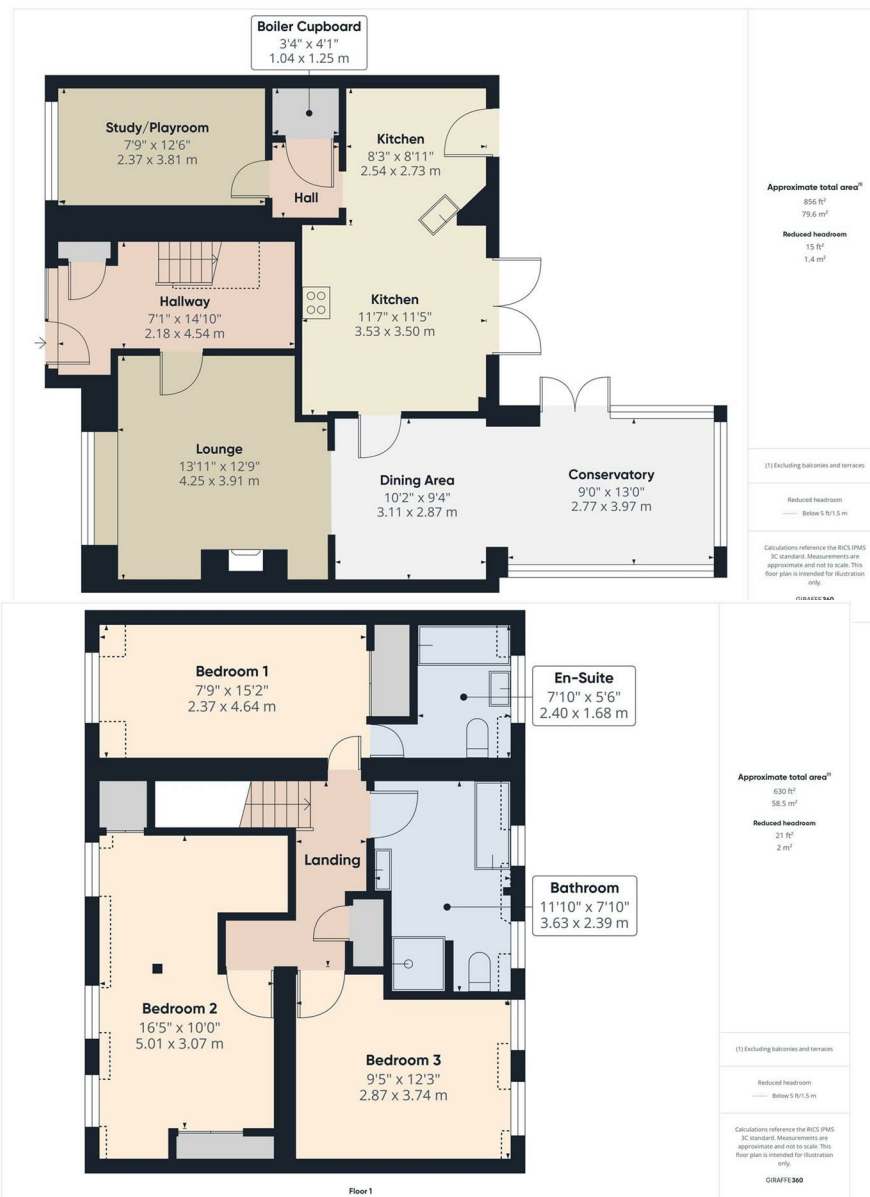 Boiler Cupboard
3'4" x 4'1"
1.04 x 1.25 m
Study/Playroom
7'9" x 12'6"
2.37 x 3.81 m
Kitchen
8'3" x 8'11"
2.54 x 2.73 m
Hall
Hallway
7'1" x 14'10"
2.18 x 4.54 m
Kitchen
11'7" x 11'5"
3.53 x 3.50 m
Lounge
13'11" x 12'9"
4.25 x 3.91 m
Dining Area
10'2" x 9'4"
3.11 x 2.87 m
Conservatory
9'0" x 13'0"
2.77 x 3.97 m
Approximate total area(1)
856 ft²
79.6 m²
Reduced headroom
15 ft²
1.4 m²
(1) Excluding balconies and terraces
Reduced headroom
Below 5 ft/1.5 m
Calculations reference the RICS IPMS
3C standard. Measurements are
approximate and not to scale. This
floor plan is intended for illustration
only.
GIRAFFE360
Bedroom 1
7'9" x 15'2"
2.37 x 4.64 m
En-Suite
7'10" x 5'6"
2.40 x 1.68 m
Landing
Bathroom
11'10" x 7'10"
3.63 x 2.39 m
Bedroom 2
16'5" x 10'0"
5.01 x 3.07 m
Bedroom 3
9'5" x 12'3"
2.87 x 3.74 m
Floor 1
Approximate total area(1)
630 ft²
58.5 m²
Reduced headroom
21 ft²
2 m²
(1) Excluding balconies and terraces
Reduced headroom
Below 5 ft/1.5 m
Calculations reference the RICS IPMS
3C standard. Measurements are
approximate and not to scale. This
floor plan is intended for illustration
only.
GIRAFFE360